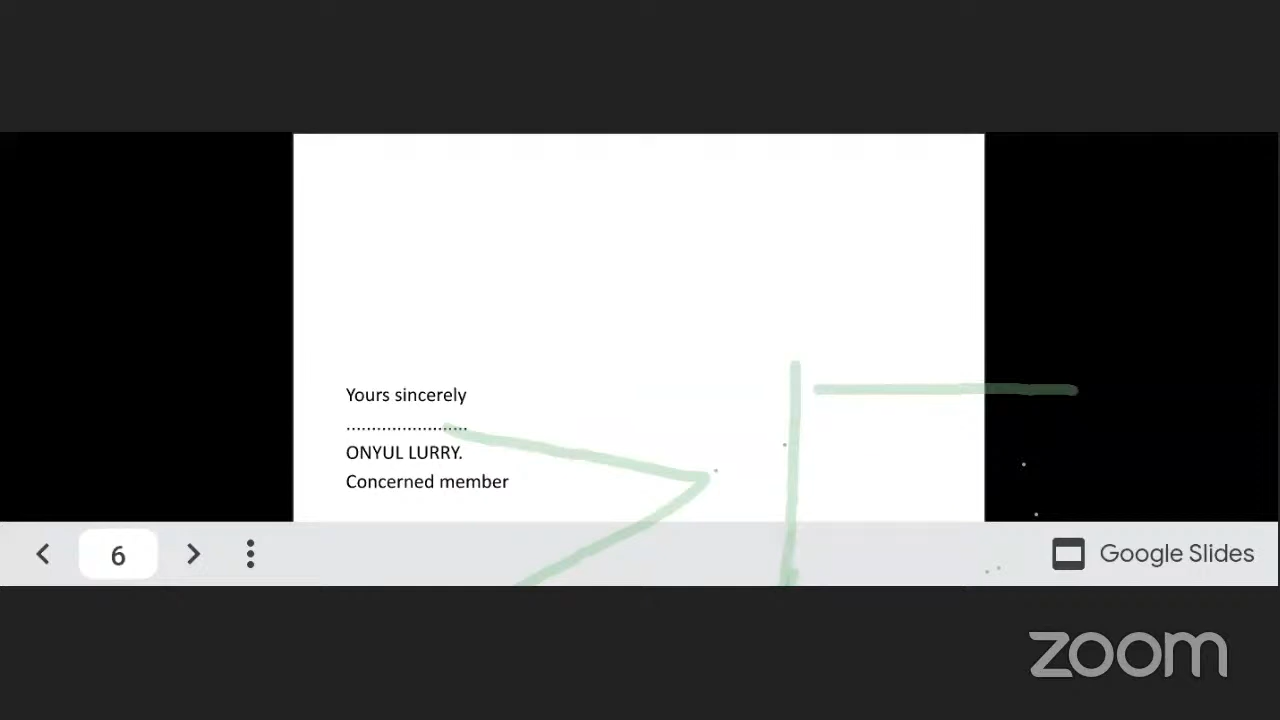 Yours sincerely
........................
ONYUL LURRY.
Concerned member
6
Google Slides
zoom